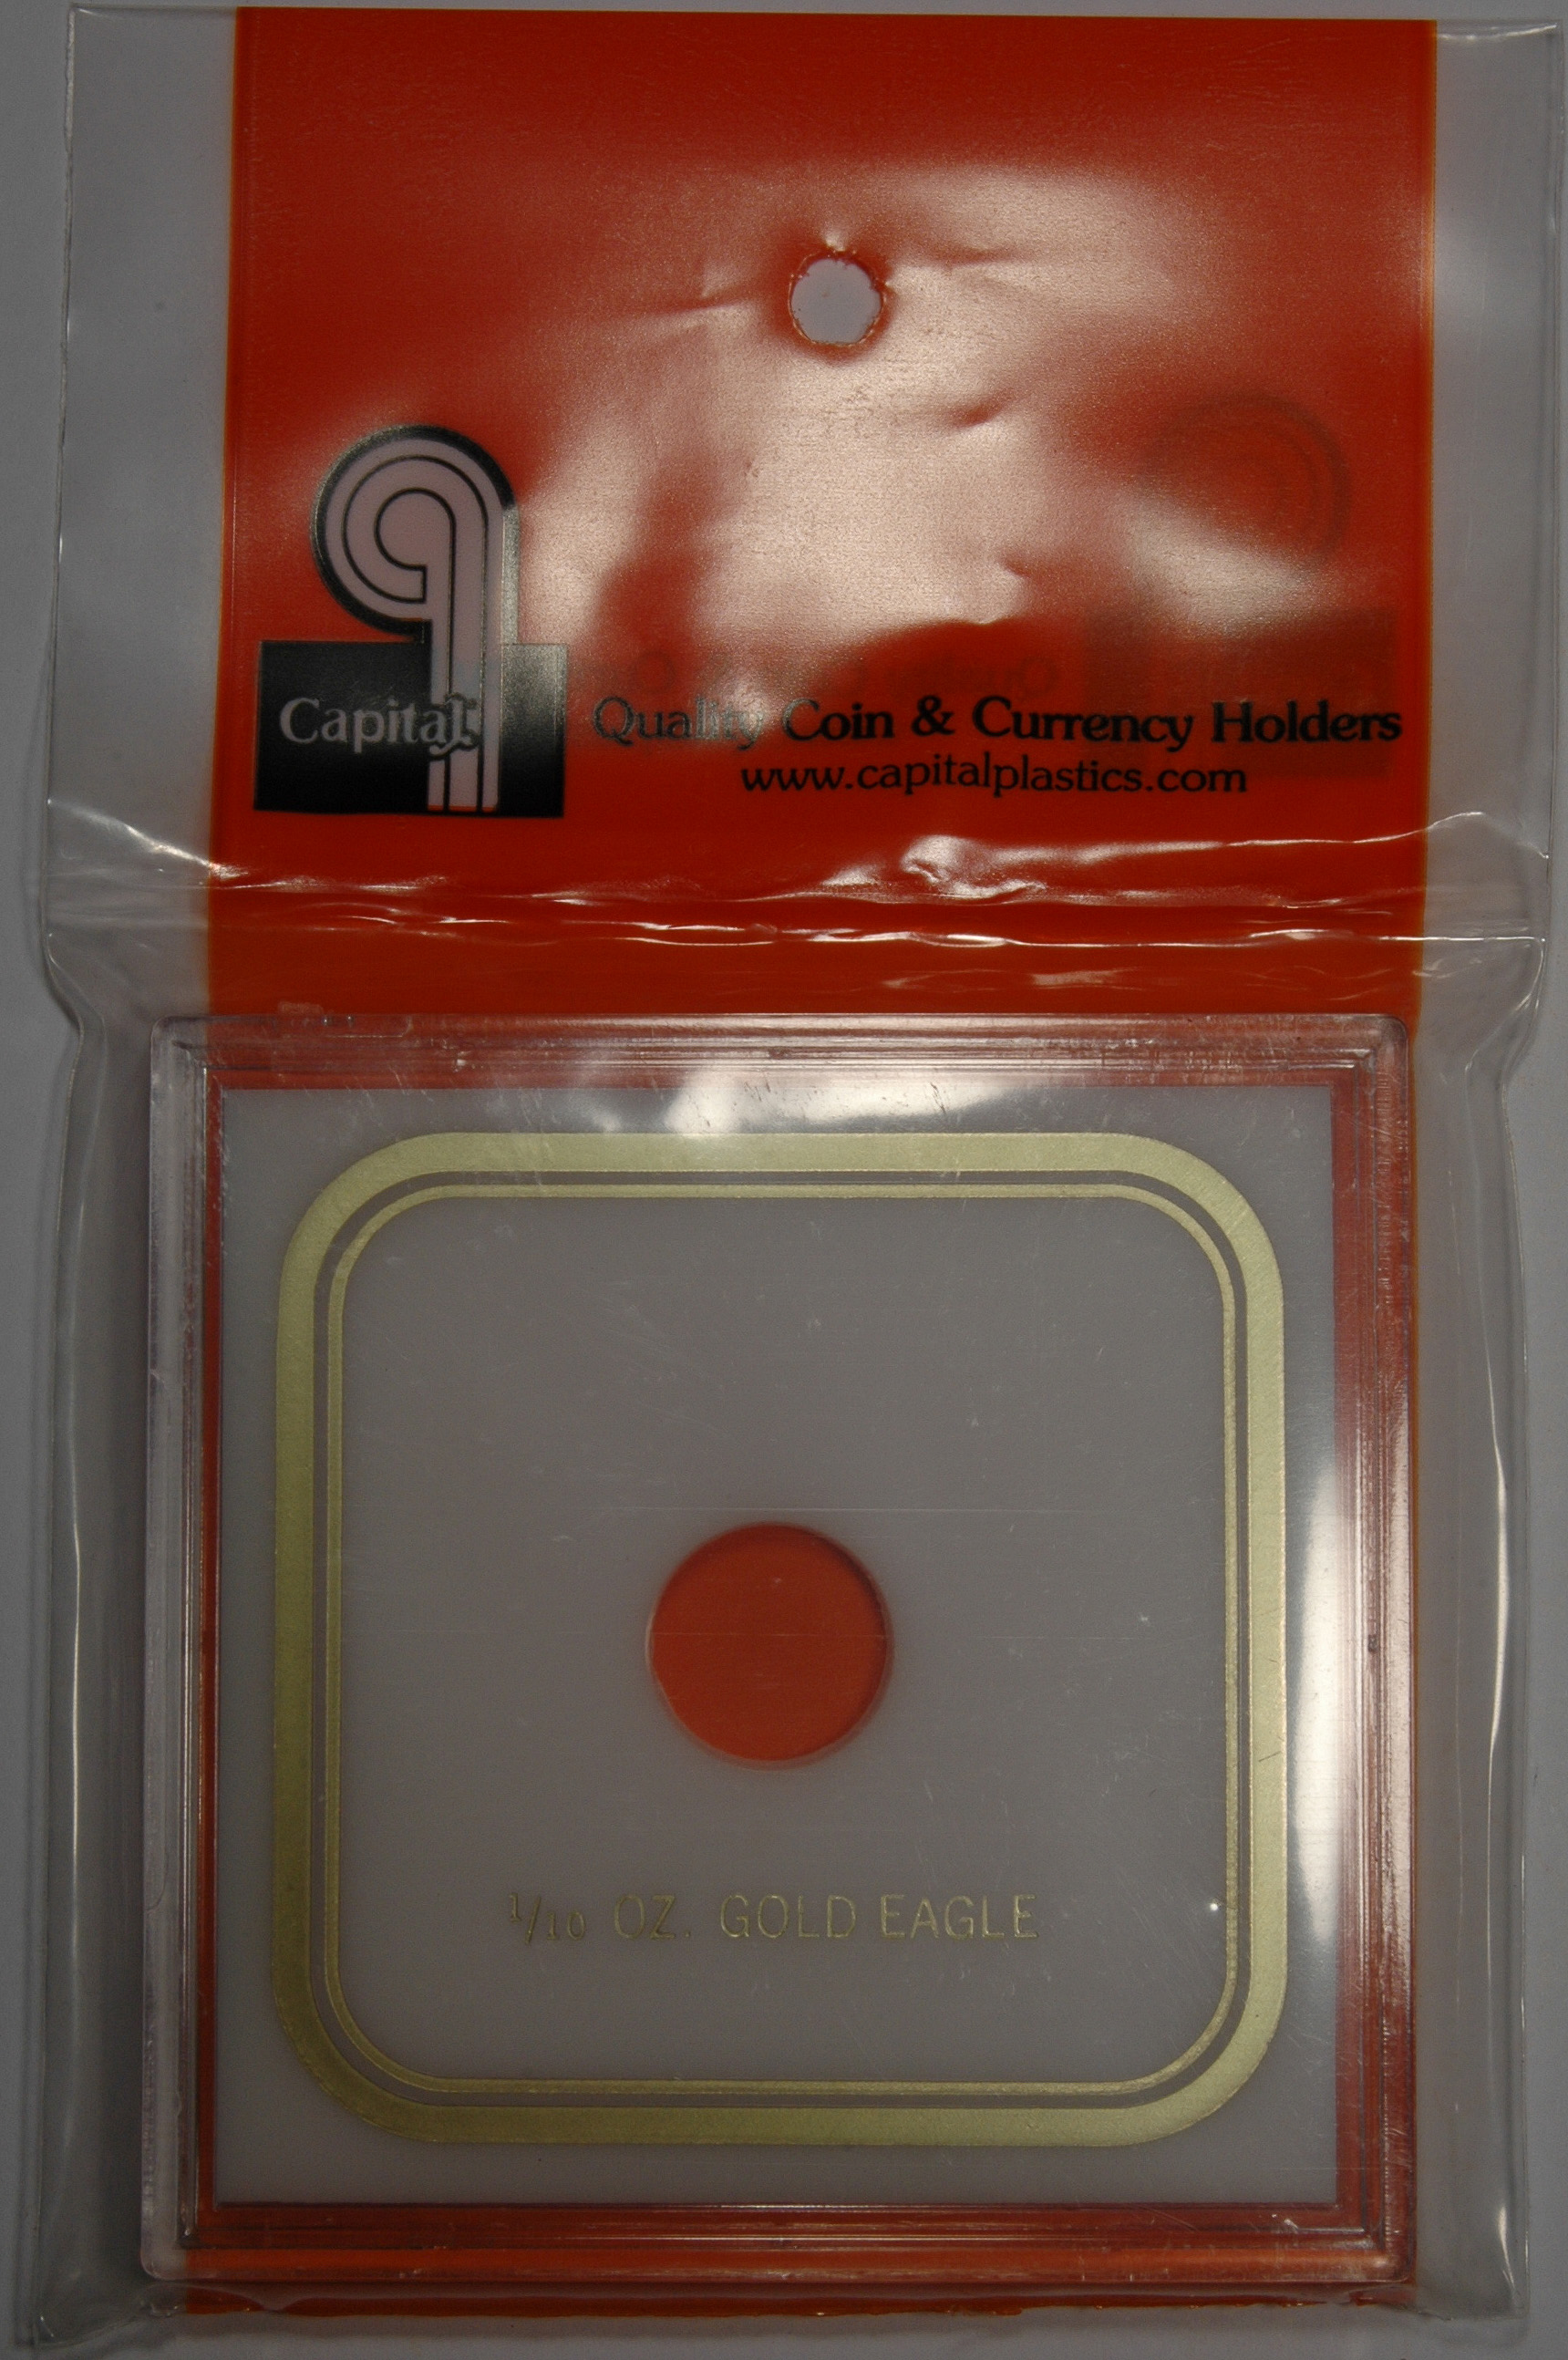 Capital
Quality Coin & Currency Holders
www.capitalplastics.com
1/10 OZ. GOLD EAGLE